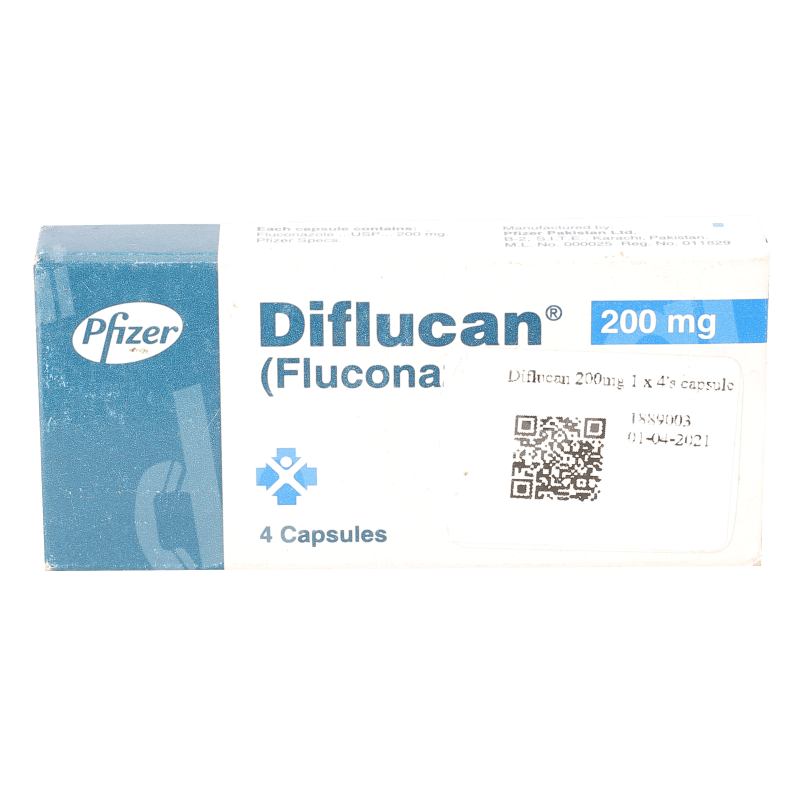 Each capsule contains:
Fluconazole ... USP... 200 mg.
Pfizer Specs
Manufactured by:
Pfizer Pakistan Ltd.
B-2, S.I.T.E. Karachi, Pakistan
M.L. No. 000025 Reg. No. 011629
Pfizer
Diflucan®
200 mg
(Flucona
Diflucan 200mg 1 x 4's capsule
1889003
01-04-2021
4 Capsules